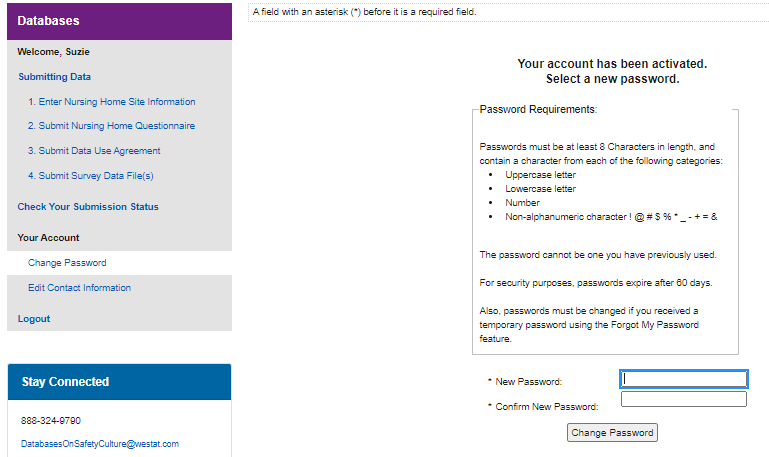 Databases
A field with an asterisk (*) before it is a required field.
Welcome, Suzie
Submitting Data
1. Enter Nursing Home Site Information
2. Submit Nursing Home Questionnaire
3. Submit Data Use Agreement
4. Submit Survey Data File(s)
Check Your Submission Status
Your Account
Change Password
Edit Contact Information
Logout
Stay Connected
888-324-9790
DatabasesOnSafetyCulture@westat.com
Your account has been activated.
Select a new password.
Password Requirements:
Passwords must be at least 8 Characters in length, and
contain a character from each of the following categories:
• Uppercase letter
• Lowercase letter
• Number
• Non-alphanumeric character ! @ # $ % * _ - + = &
The password cannot be one you have previously used.
For security purposes, passwords expire after 60 days.
Also, passwords must be changed if you received a
temporary password using the Forgot My Password
feature.
* New Password:
* Confirm New Password:
Change Password